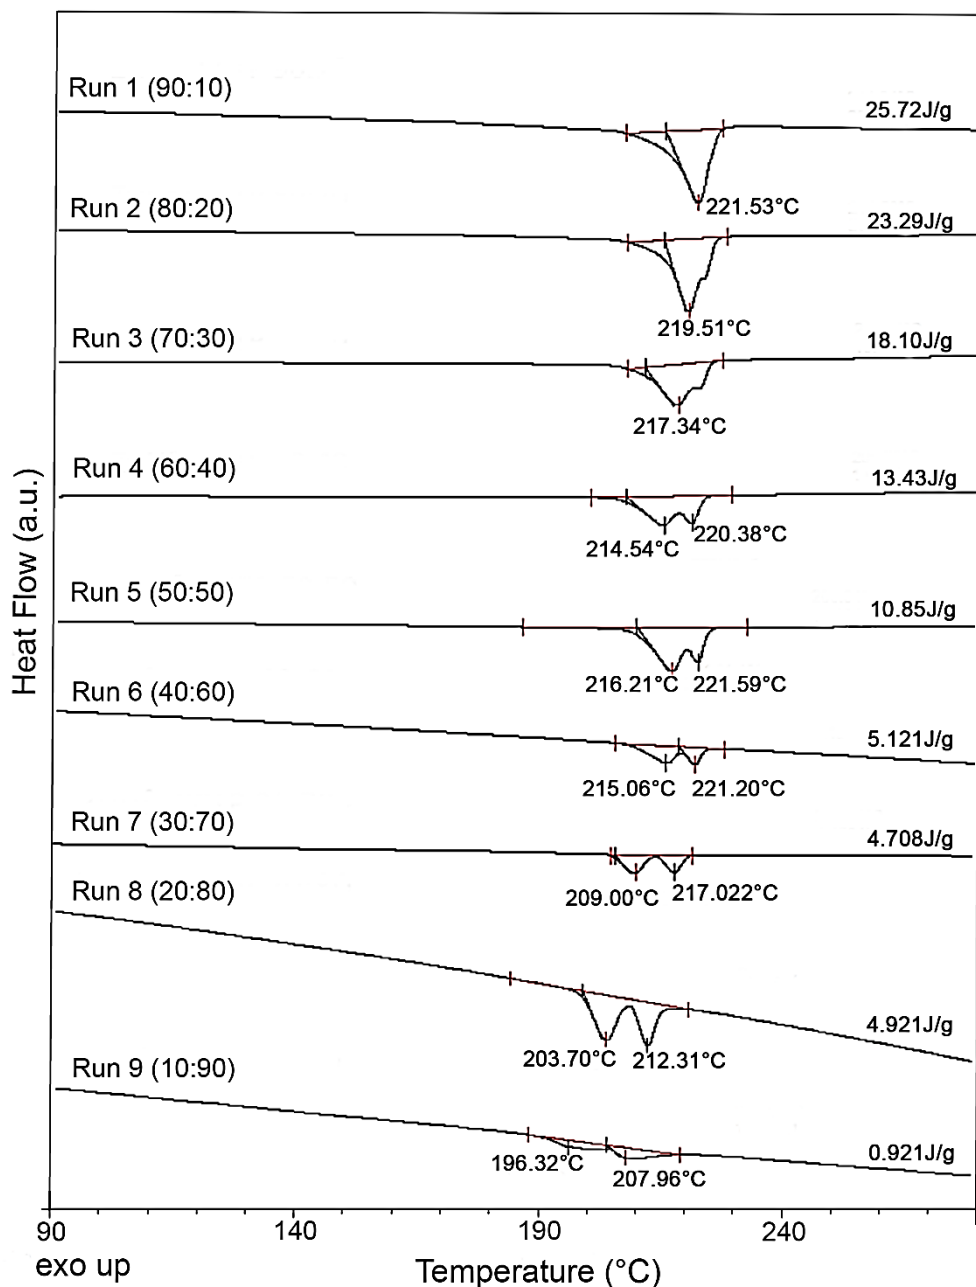 Run 1 (90:10)
25.72J/g
221.53°C
Run 2 (80:20)
23.29J/g
219.51°C
Run 3 (70:30)
18.10J/g
217.34°C
Run 4 (60:40)
13.43J/g
214.54°C 220.38°C
Run 5 (50:50)
10.85J/g
216.21°C 221.59°C
Run 6 (40:60)
5.121J/g
215.06°C 221.20°C
Run 7 (30:70)
4.708J/g
209.00°C 217.022°C
Run 8 (20:80)
4.921J/g
203.70°C 212.31°C
Run 9 (10:90)
0.921J/g
196.32°C 207.96°C
Heat Flow (a.u.)
90 140 190 240
exo up Temperature (°C)